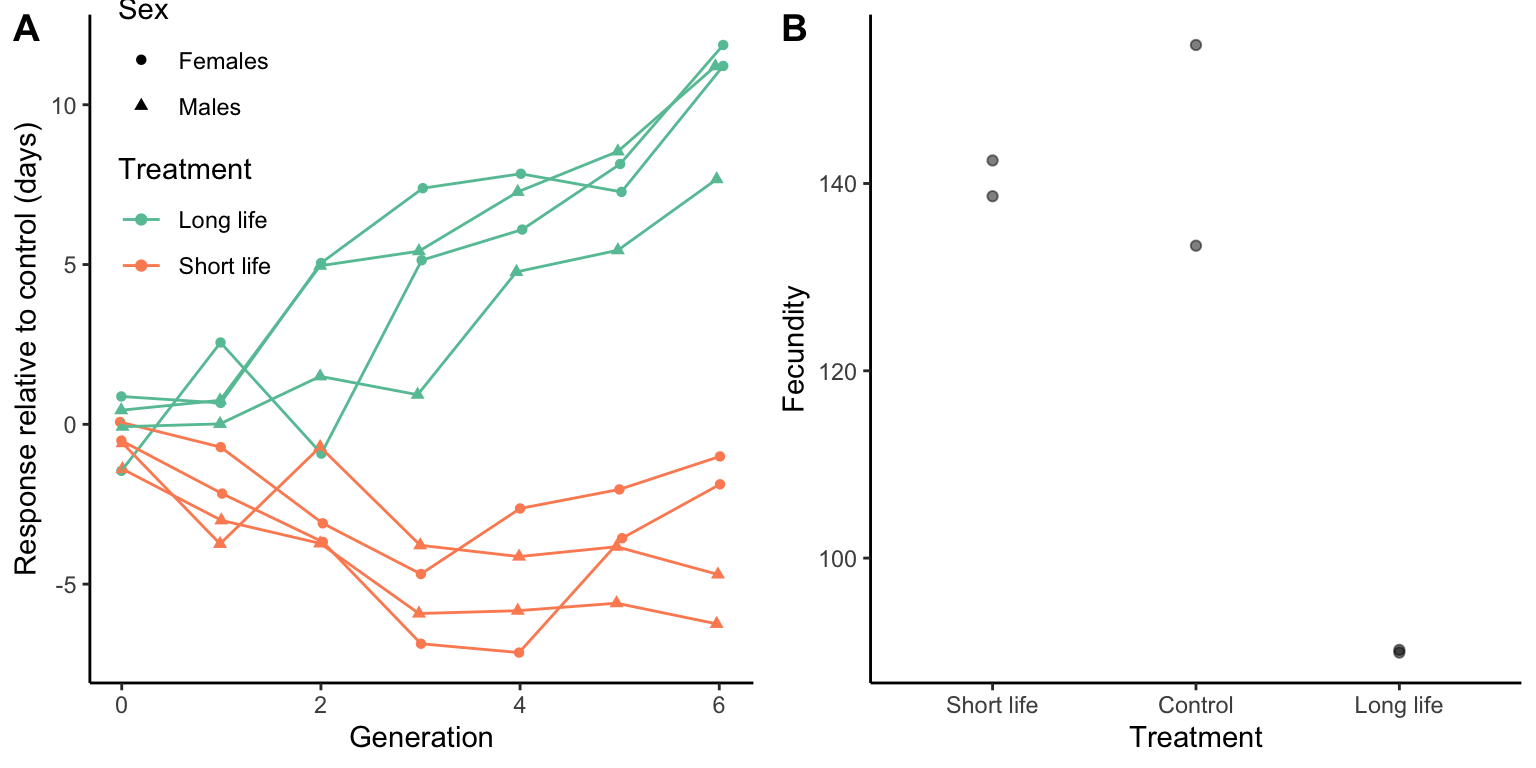 A
Sex
Females
Males
Treatment
Long life
Short life
10
5
0
-5
Response relative to control (days)
0 2 4 6
Generation
B
140
120
100
Fecundity
Short life Control Long life
Treatment